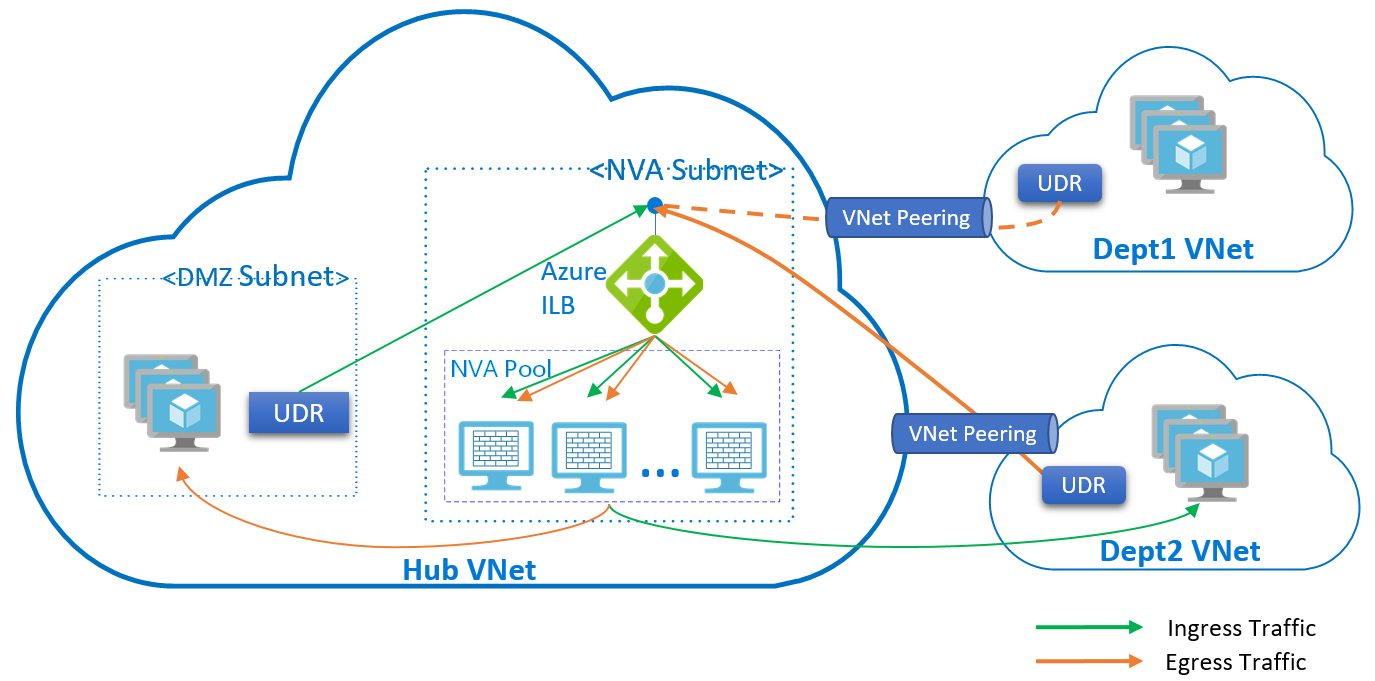 <NVA Subnet>
UDR
VNet Peering
Dept1 VNet
<DMZ Subnet>
Azure
ILB
NVA Pool
UDR
VNet Peering
UDR
...
Dept2 VNet
Hub VNet
Ingress Traffic
Egress Traffic